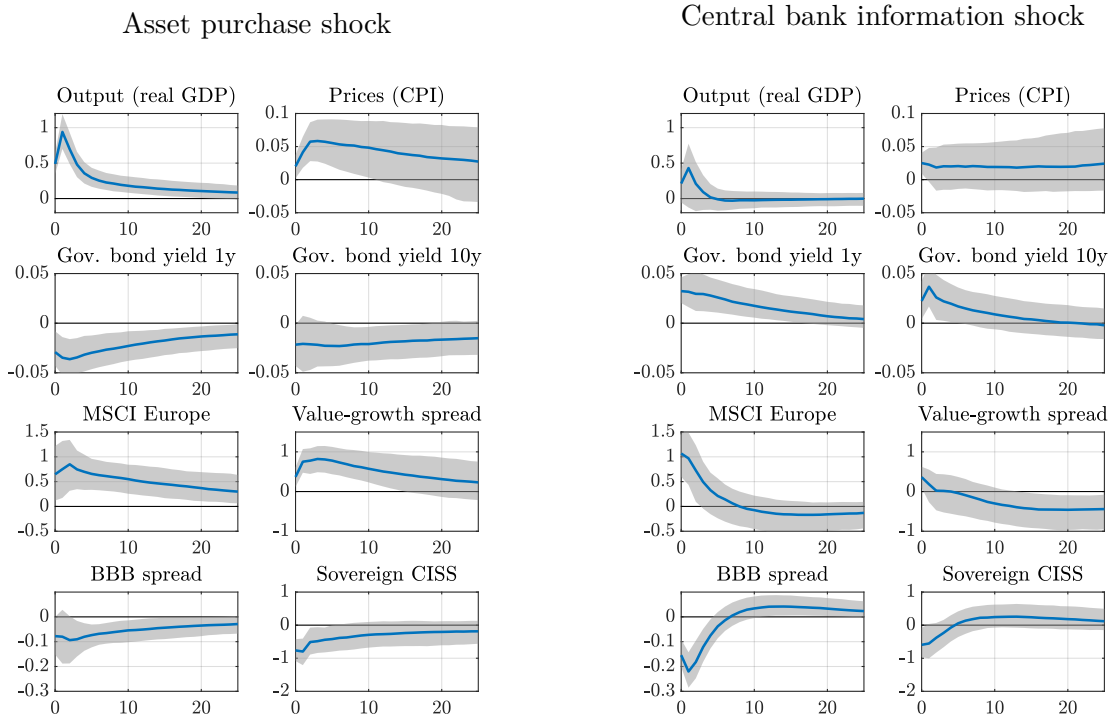 Asset purchase shock
Central bank information shock
Output (real GDP)
1
0.5
0
0 10 20
Prices (CPI)
0.1
0.05
0
-0.05
0 10 20
Output (real GDP)
1
0.5
0
0 10 20
Prices (CPI)
0.1
0.05
0
-0.05
0 10 20
Gov. bond yield 1y
0.05
0
-0.05
0 10 20
Gov. bond yield 10y
0.05
0
-0.05
0 10 20
Gov. bond yield 1y
0.05
0
-0.05
0 10 20
Gov. bond yield 10y
0.05
0
-0.05
0 10 20
MSCI Europe
1.5
1
0.5
0
-0.5
0 10 20
Value-growth spread
1
0
-1
0 10 20
MSCI Europe
1.5
1
0.5
0
-0.5
0 10 20
Value-growth spread
1
0
-1
0 10 20
BBB spread
0
-0.1
-0.2
-0.3
0 10 20
Sovereign CISS
1
0
-1
-2
0 10 20
BBB spread
0
-0.1
-0.2
-0.3
0 10 20
Sovereign CISS
1
0
-1
-2
0 10 20